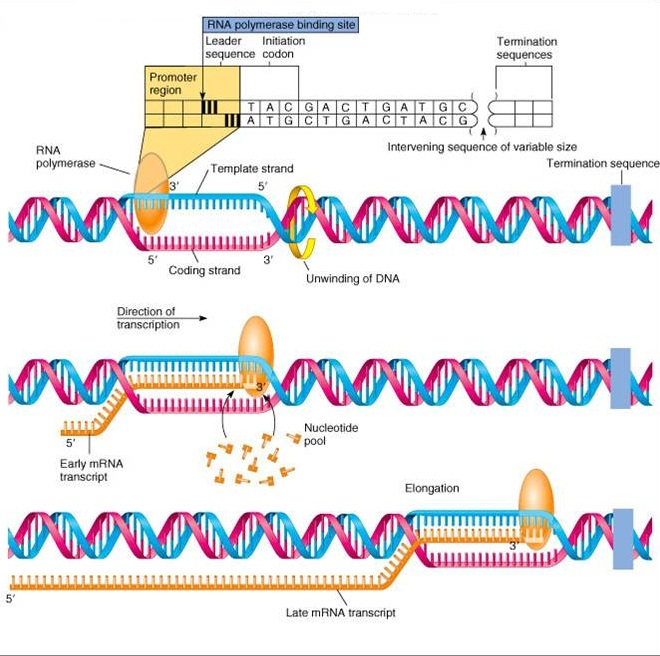 RNA polymerase binding site
Leader
sequence
Initiation
codon
Termination
sequences
Promoter
region
T A C G A C T G A T G C
A T G C T G A C T A C G
Intervening sequence of variable size
RNA
polymerase
Termination sequence
3′
Template strand
5′
5′
Coding strand
3′
Unwinding of DNA
Direction of
transcription
3′
5′
Nucleotide
pool
Early mRNA
transcript
Elongation
3′
5′
Late mRNA transcript